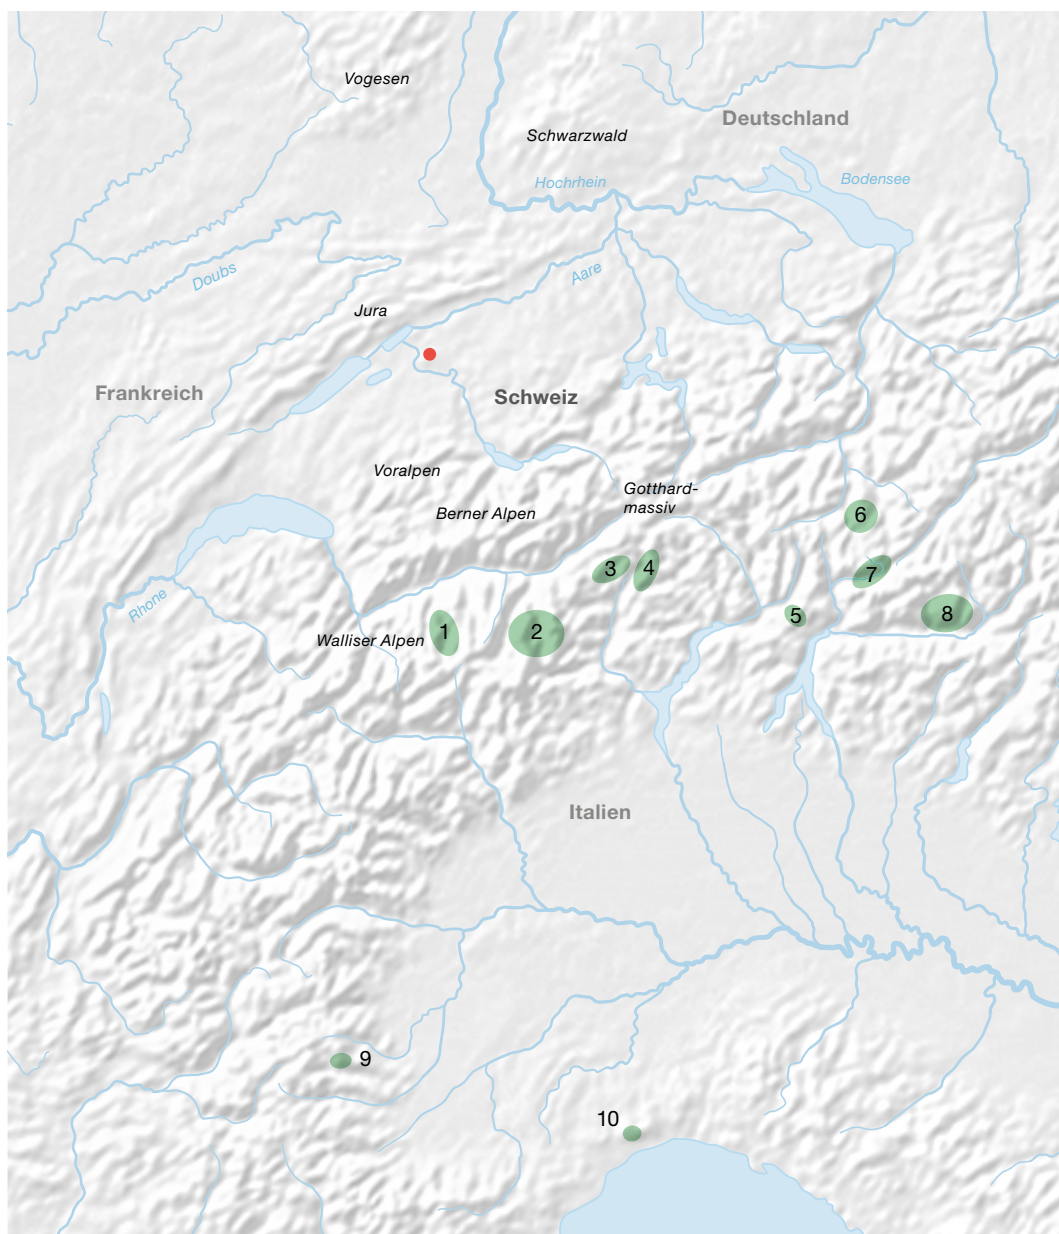 Vogesen
Deutschland
Schwarzwald
Hochrhein
Bodensee
Doubs
Aare
Jura
Frankreich
Schweiz
Voralpen
Gotthard-
massiv
Berner Alpen
6
3
4
7
Rhone
5
8
1
2
Walliser Alpen
Italien
9
10